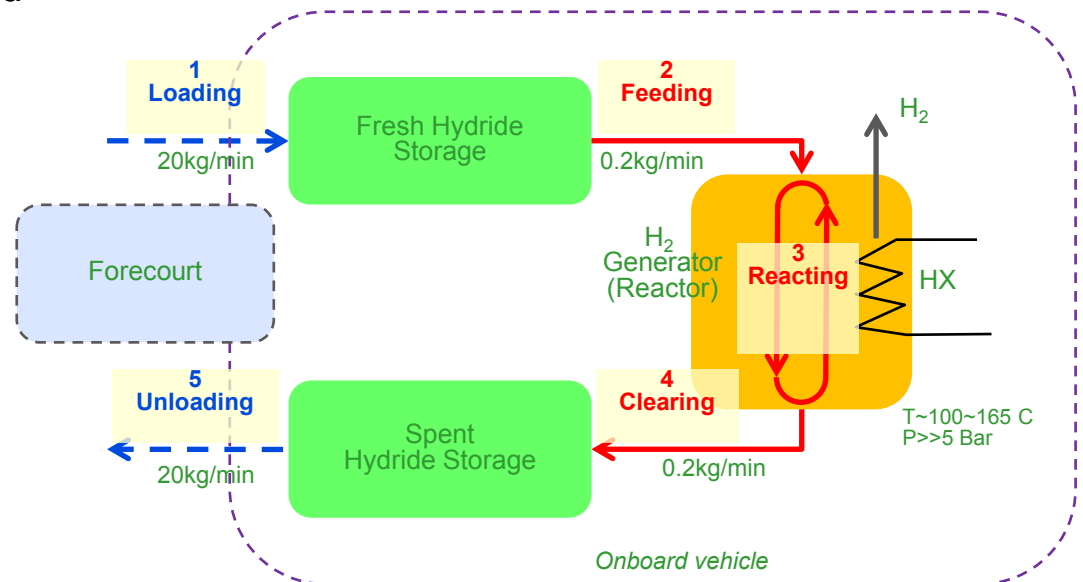 1
Loading
20kg/min
Fresh Hydride
Storage
2
Feeding
0.2kg/min
H2
Forecourt
H2
Generator
(Reactor)
3
Reacting
HX
5
Unloading
20kg/min
Spent
Hydride Storage
4
Clearing
0.2kg/min
T~100~165 C
P>>5 Bar
Onboard vehicle